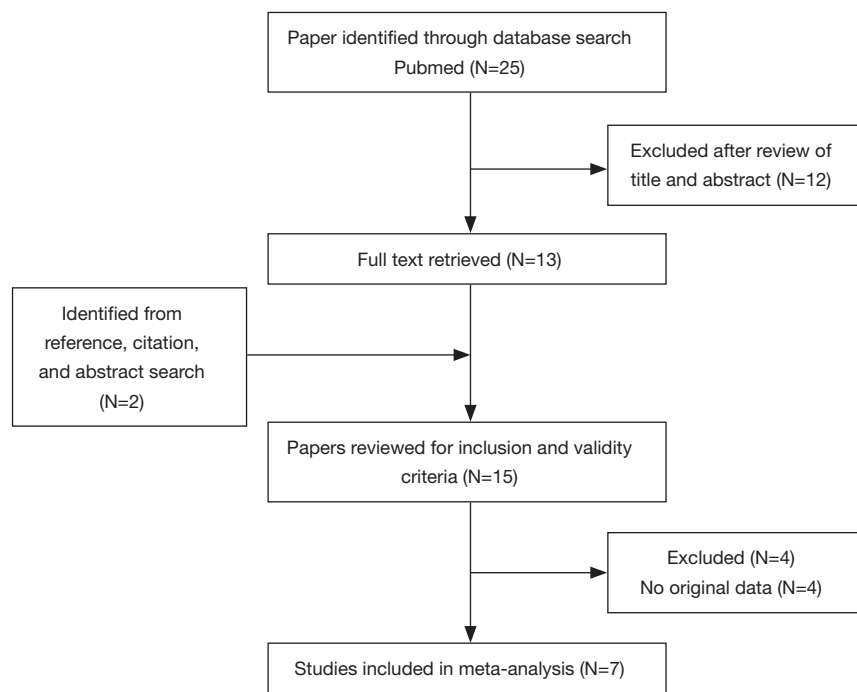 Paper identified through database search
Pubmed (N=25)
Excluded after review of
title and abstract (N=12)
Full text retrieved (N=13)
Identified from
reference, citation,
and abstract search
(N=2)
Papers reviewed for inclusion and validity
criteria (N=15)
Excluded (N=4)
No original data (N=4)
Studies included in meta-analysis (N=7)